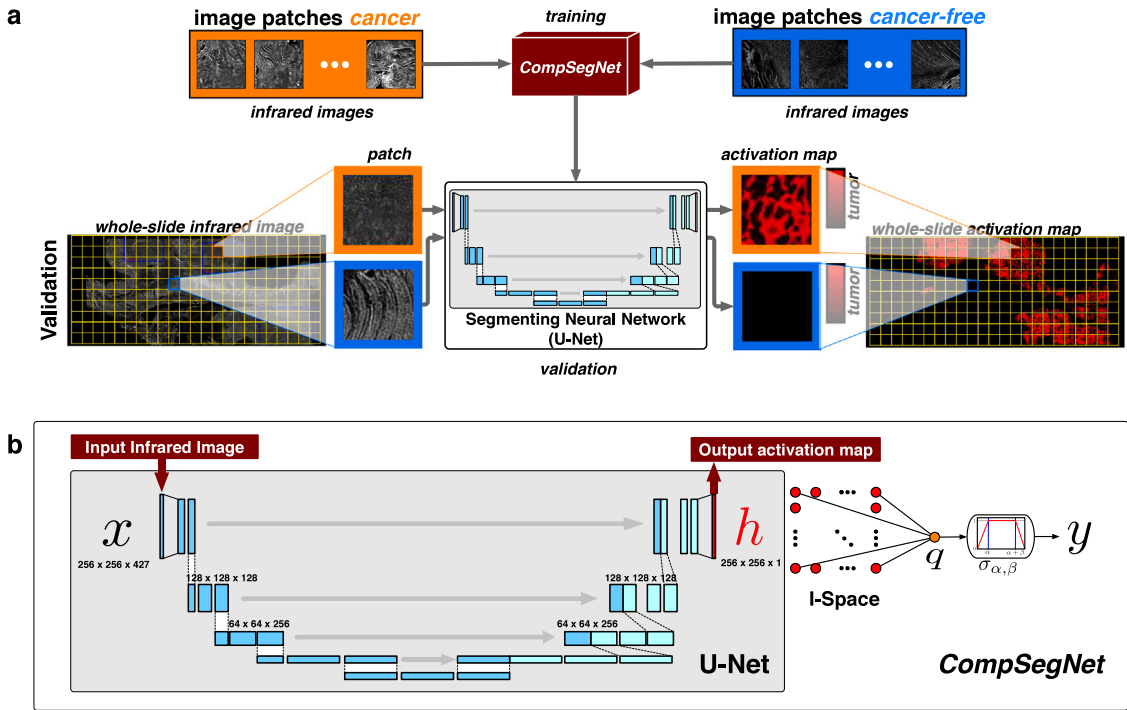 a
image patches cancer
training
image patches cancer-free
CompSegNet
infrared images
infrared images
patch
activation map
tumor
whole-slide infrared image
whole-slide activation map
Validation
tumor
Segmenting Neural Network
(U-Net)
validation
b
Input Infrared Image
Output activation map
x
h
256 x 256 x 427
256 x 256 x 1
q
σα,β
y
α
α+β
128 x 128 x 128
128 x 128 x 128
I-Space
64 x 64 x 256
64 x 64 x 256
U-Net
CompSegNet